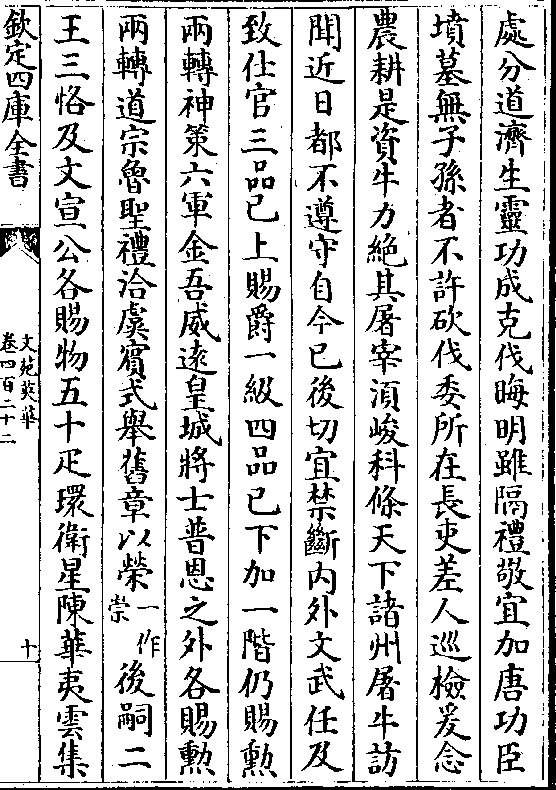 處分道濟生靈功成克伐晦明雖隔禮敬宜加唐功臣
墳墓無子孫者不許砍伐委所在長吏差人巡檢爰念
農耕是資牛力絶其屠宰須峻科條天下諸州屠牛訪
聞近日都不遵守自今已後切宜禁斷内外文武任及
致仕官三品已上賜爵一級四品已下加一階仍賜勲
兩轉神策六軍金吾威逺皇城將士普恩之外各賜勲
兩轉道宗魯聖禮洽虞賓式舉舊章以榮一作崇後嗣二
王三恪及文宣公各賜物五十疋環衛星陳華夷雲集
欽定四庫全書
文苑英華
卷四百二十二
十